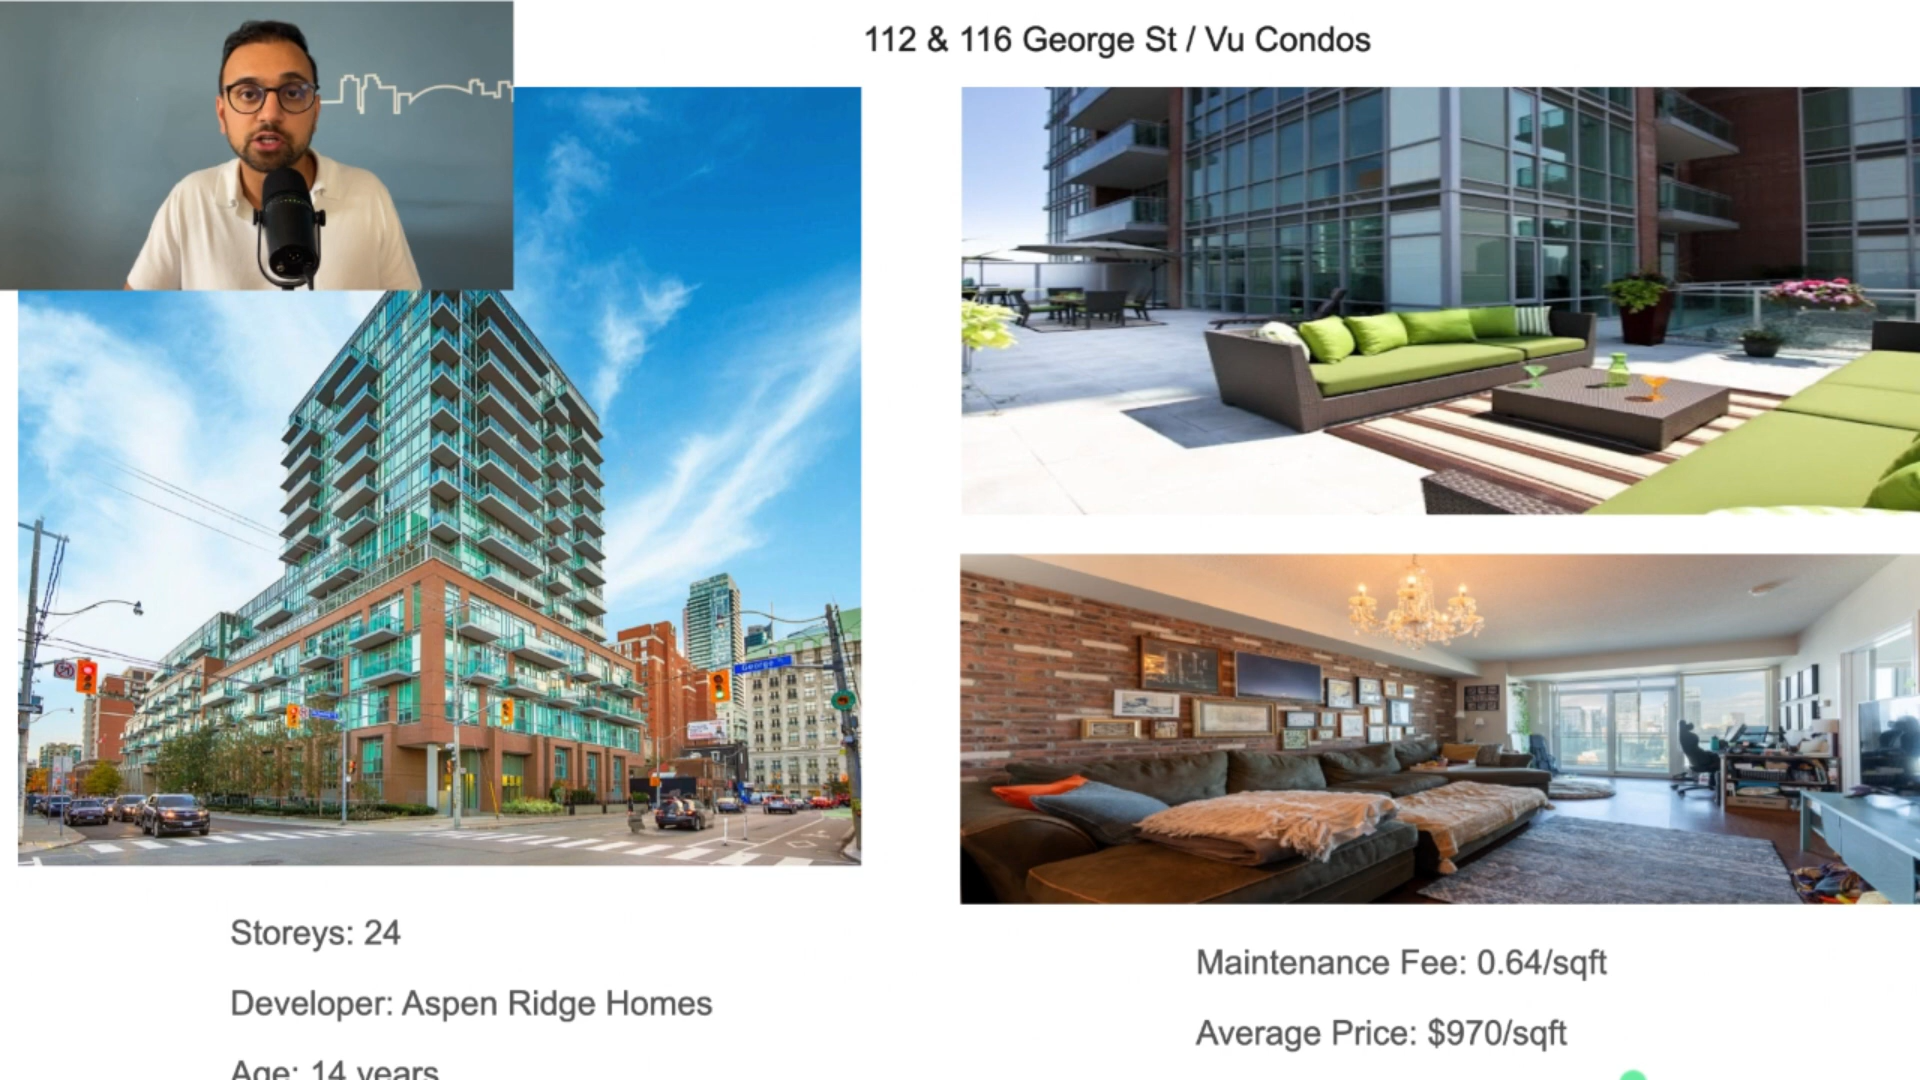 112 & 116 George St / Vu Condos
George
Storeys: 24
Developer: Aspen Ridge Homes
Age: 14 years
Maintenance Fee: 0.64/sqft
Average Price: $970/sqft